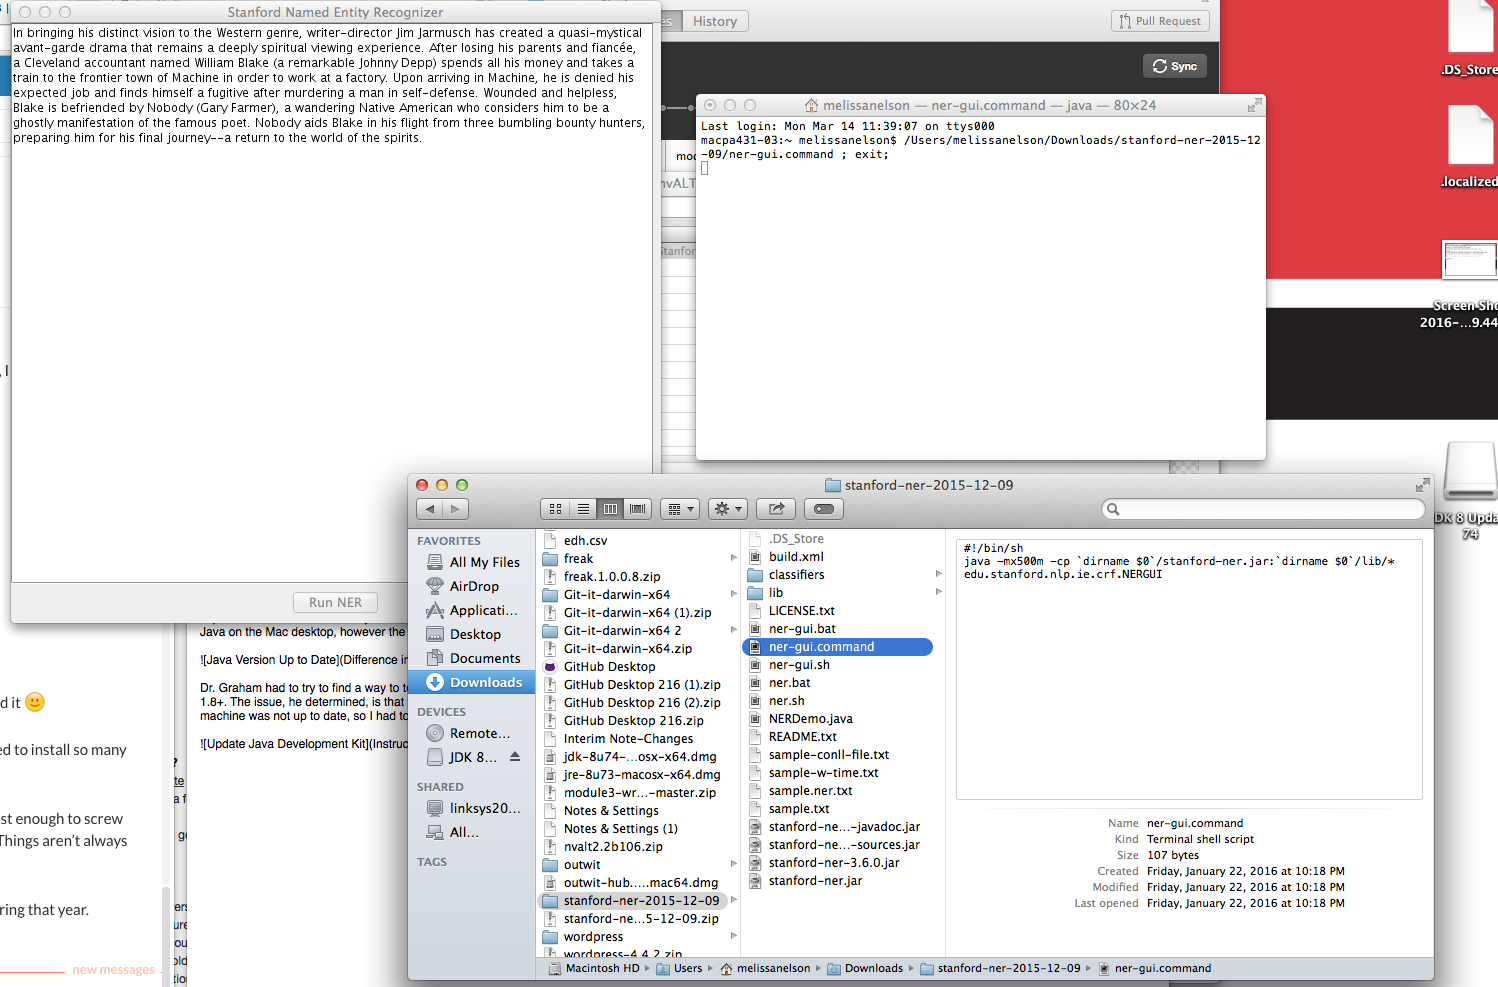 Stanford Named Entity Recognizer
In bringing his distinct vision to the Western genre, writer-director Jim Jarmusch has created a quasi-mystical
avant-garde drama that remains a deeply spiritual viewing experience. After losing his parents and fiancée,
a Cleveland accountant named William Blake (a remarkable Johnny Depp) spends all his money and takes a
train to the frontier town of Machine in order to work at a factory. Upon arriving in Machine, he is denied his
expected job and finds himself a fugitive after murdering a man in self-defense. Wounded and helpless,
Blake is befriended by Nobody (Gary Farmer), a wandering Native American who considers him to be a
ghostly manifestation of the famous poet. Nobody aids Blake in his flight from three bumbling bounty hunters,
preparing him for his final journey--a return to the world of the spirits.
Run NER
es
History
Pull Request
Sync
mo
nvALT
Stanfor
melissanelson — ner-gui.command — java — 80×24
Last login: Mon Mar 14 11:39:07 on ttys000
macpa431-03:~ melissanelson$ /Users/melissanelson/Downloads/stanford-ner-2015-12
-09/ner-gui.command ; exit;
.DS_Store
.localized
Screen Sho
2016-...9.44
DK 8 Upda
74
, I
d it
ed to install so many
st enough to screw
Things aren't always
ring that year.
new messages
Java on the Mac desktop, however the
![Java Version Up to Date](Difference in
Dr. Graham had to try to find a way to te
1.8+. The issue, he determined, is that
machine was not up to date, so I had to
![Update Java Development Kit](Instruc
stanford-ner-2015-12-09
FAVORITES
All My Files
AirDrop
Applicati...
Desktop
Documents
Downloads
DEVICES
Remote...
JDK 8...
SHARED
linksys20...
All...
TAGS
edh.csv
freak
freak.1.0.0.8.zip
Git-it-darwin-x64
Git-it-darwin-x64 (1).zip
Git-it-darwin-x64 2
Git-it-darwin-x64.zip
GitHub Desktop
GitHub Desktop 216 (1).zip
GitHub Desktop 216 (2).zip
GitHub Desktop 216.zip
Interim Note-Changes
jdk-8u74-...osx-x64.dmg
jre-8u73-macosx-x64.dmg
module3-wr...-master.zip
Notes & Settings
Notes & Settings (1)
nvalt2.2b106.zip
outwit
outwit-hub.....mac64.dmg
stanford-ner-2015-12-09
stanford-ne...5-12-09.zip
wordpress
wordpress-4.4.2.zip
.DS_Store
build.xml
classifiers
lib
LICENSE.txt
ner-gui.bat
ner-gui.command
ner-gui.sh
ner.bat
ner.sh
NERDemo.java
README.txt
sample-conll-file.txt
sample-w-time.txt
sample.ner.txt
sample.txt
stanford-ne...-javadoc.jar
stanford-ne...-sources.jar
stanford-ner-3.6.0.jar
stanford-ner.jar
#!/bin/sh
java -mx500m -cp `dirname $0`/stanford-ner.jar:`dirname $0`/lib/*
edu.stanford.nlp.ie.crf.NERGUI
Name ner-gui.command
Kind Terminal shell script
Size 107 bytes
Created Friday, January 22, 2016 at 10:18 PM
Modified Friday, January 22, 2016 at 10:18 PM
Last opened Friday, January 22, 2016 at 10:18 PM
Macintosh HD ▸ Users ▸ melissanelson ▸ Downloads ▸ stanford-ner-2015-12-09 ▸ ner-gui.command